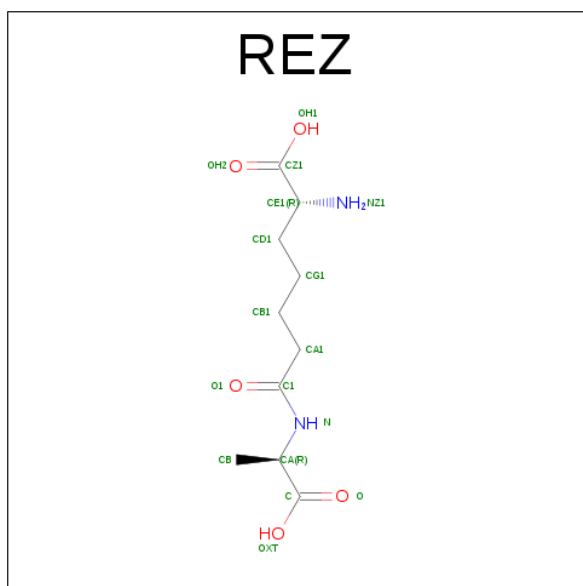 REZ
OH1
OH
OH2 O CZ1
CE1(R) NH₂ NZ1
CD1
CG1
CB1
CA1
O1 O C1
NH N
CB CA(R)
C O O
HO
OXT